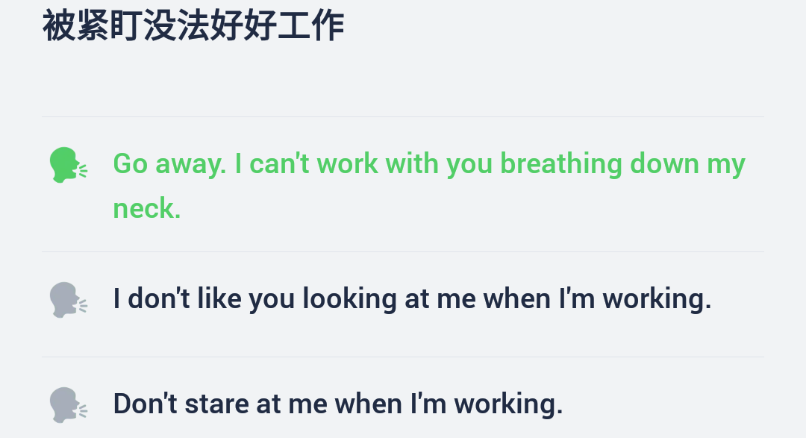 被紧盯没法好好工作
Go away. I can't work with you breathing down my
neck.
I don't like you looking at me when I'm working.
Don't stare at me when I'm working.